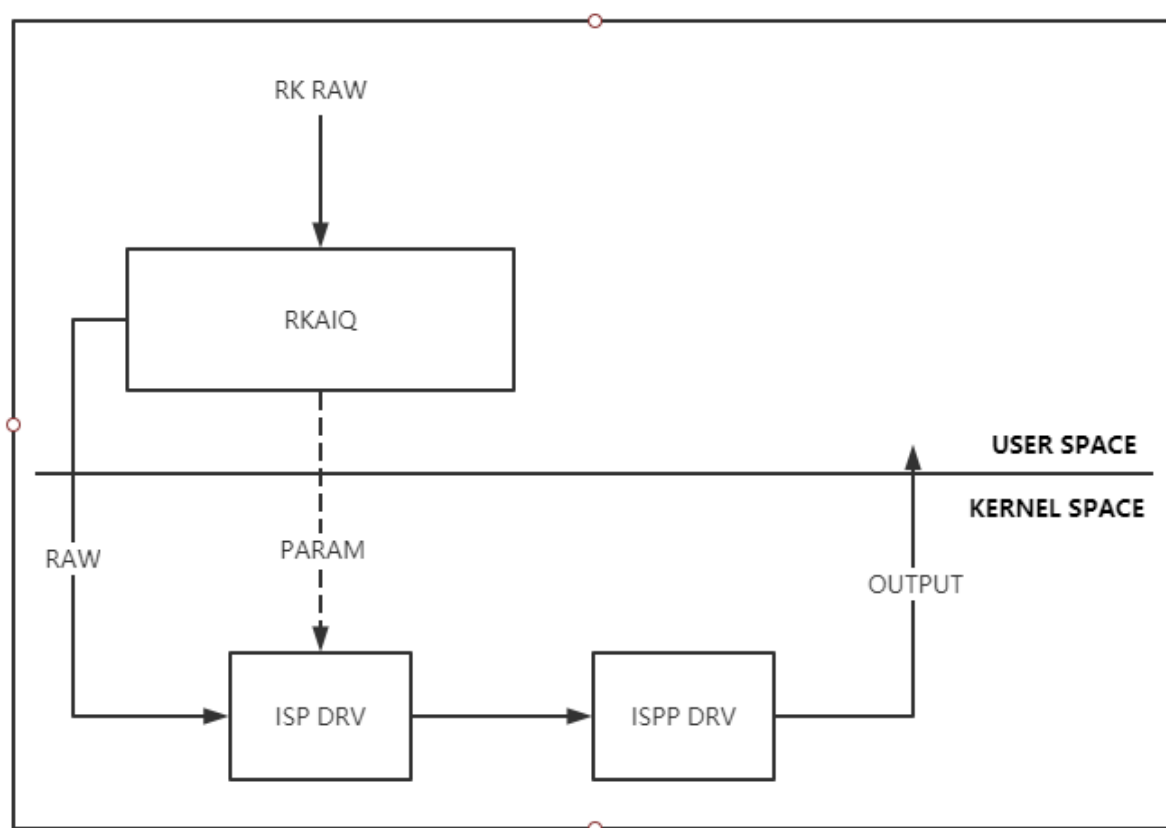 RK RAW
RKAIQ
USER SPACE
KERNEL SPACE
RAW
PARAM
OUTPUT
ISP DRV
ISPP DRV